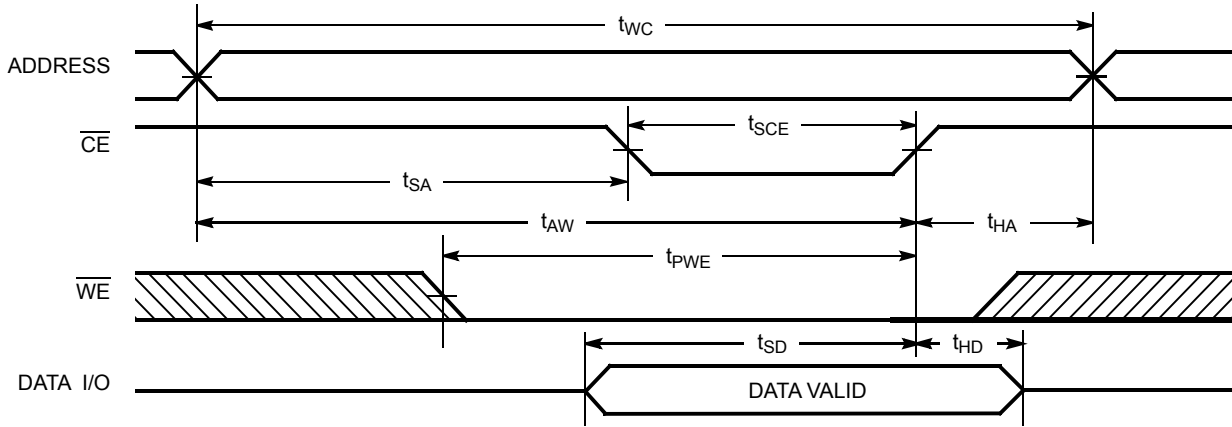 tWC
ADDRESS
CE
tSCE
tSA
tAW
tHA
tPWE
WE
tSD
tHD
DATA I/O
DATA VALID